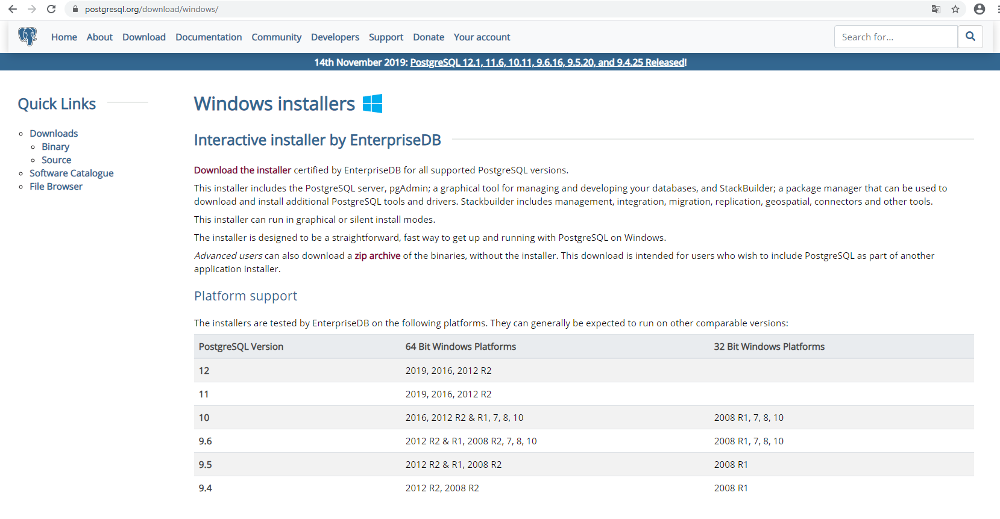 postgresql.org/download/windows/
Home About Download Documentation Community Developers Support Donate Your account
Search for...
14th November 2019: PostgreSQL 12.1, 11.6, 10.11, 9.6.16, 9.5.20, and 9.4.25 Released!
Quick Links
Downloads
Binary
Source
Software Catalogue
File Browser
Windows installers
Interactive installer by EnterpriseDB
Download the installer certified by EnterpriseDB for all supported PostgreSQL versions.
This installer includes the PostgreSQL server, pgAdmin; a graphical tool for managing and developing your databases, and StackBuilder; a package manager that can be used to
download and install additional PostgreSQL tools and drivers. Stackbuilder includes management, integration, migration, replication, geospatial, connectors and other tools.
This installer can run in graphical or silent install modes.
The installer is designed to be a straightforward, fast way to get up and running with PostgreSQL on Windows.
Advanced users can also download a zip archive of the binaries, without the installer. This download is intended for users who wish to include PostgreSQL as part of another
application installer.
Platform support
The installers are tested by EnterpriseDB on the following platforms. They can generally be expected to run on other comparable versions:
PostgreSQL Version 64 Bit Windows Platforms 32 Bit Windows Platforms
12 2019, 2016, 2012 R2
11 2019, 2016, 2012 R2
10 2016, 2012 R2 & R1, 7, 8, 10 2008 R1, 7, 8, 10
9.6 2012 R2 & R1, 2008 R2, 7, 8, 10 2008 R1, 7, 8, 10
9.5 2012 R2 & R1, 2008 R2 2008 R1
9.4 2012 R2, 2008 R2 2008 R1